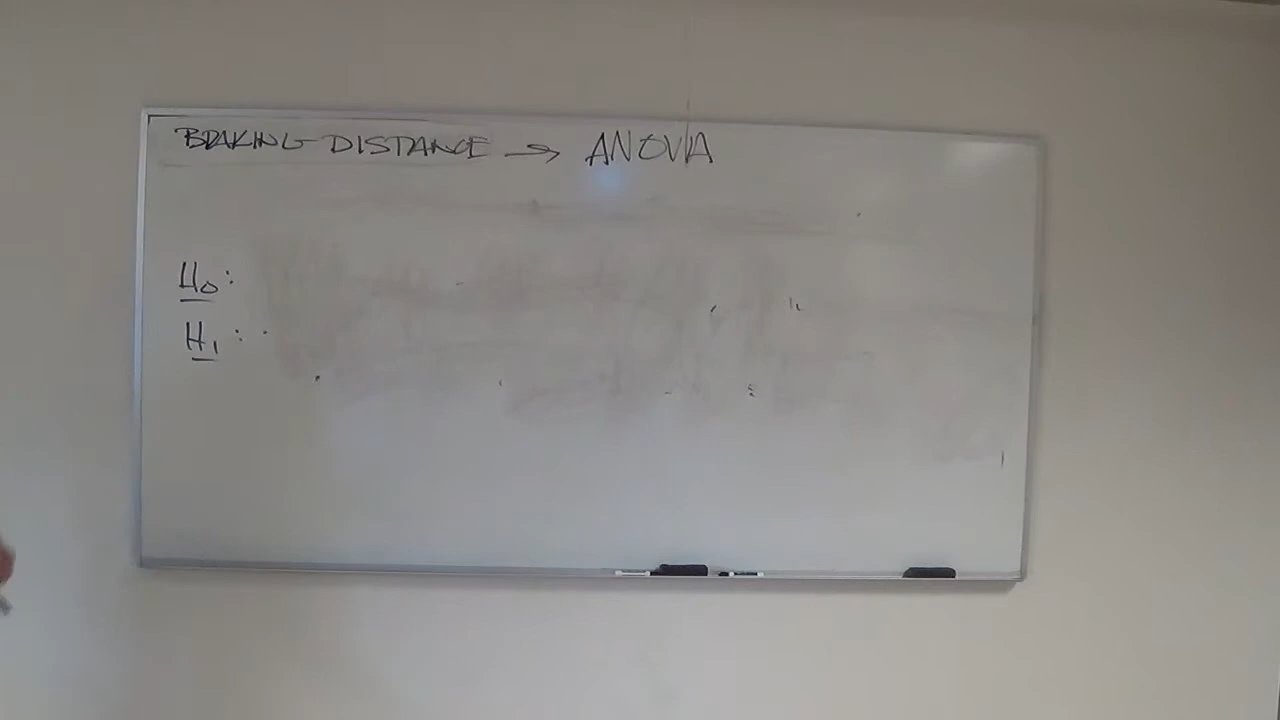 BRAKING DISTANCE → ANOVA
H₀:
H₁: